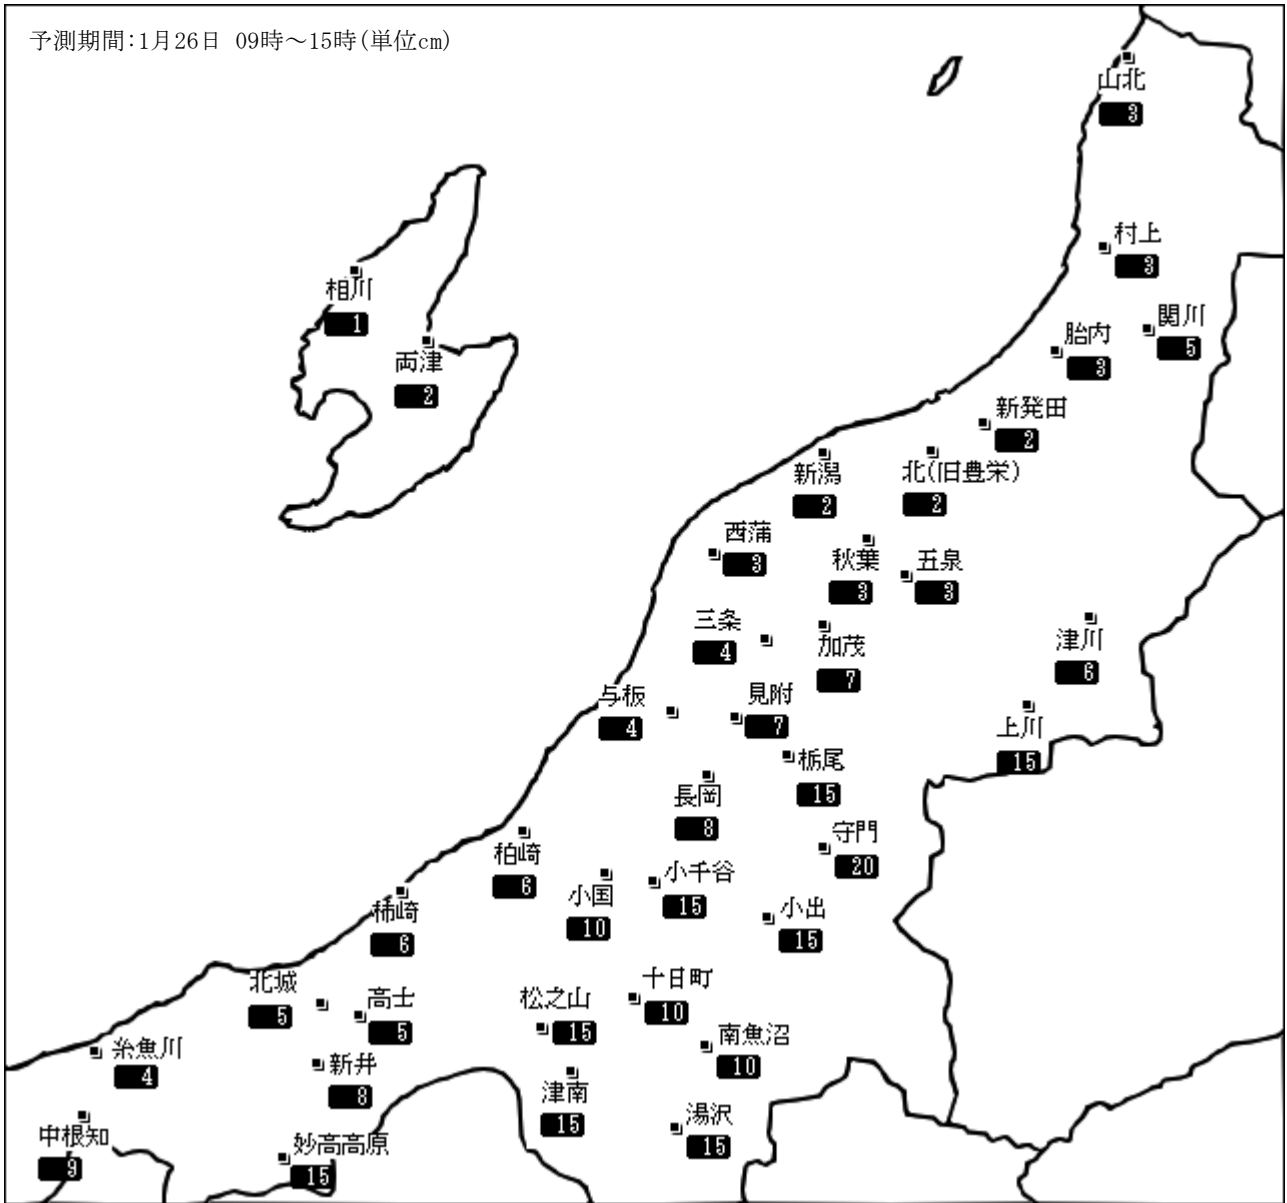 予測期間:1月26日 09時～15時(単位cm)
山北
3
村上
3
相川
1
関川
5
胎内
3
両津
2
新発田
2
新潟
2
北(旧豊栄)
2
西蒲
3
秋葉
3
五泉
3
三条
4
加茂
7
津川
6
与板
4
見附
7
上川
15
栃尾
15
長岡
8
守門
20
柏崎
6
小国
10
小千谷
15
小出
15
柿崎
6
北城
5
高士
5
松之山
15
十日町
10
南魚沼
10
糸魚川
4
新井
8
津南
15
湯沢
15
中根知
9
妙高高原
15